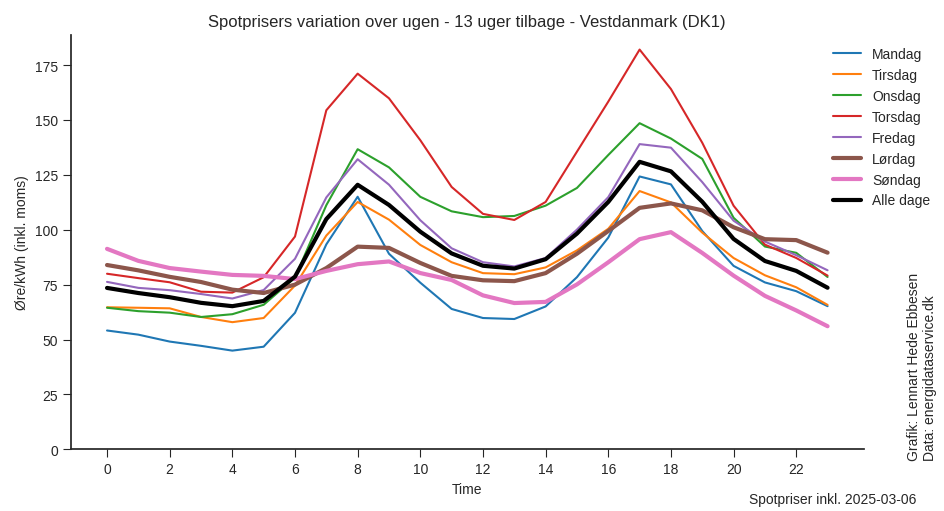 Spotprisers variation over ugen - 13 uger tilbage - Vestdanmark (DK1)
Øre/kWh (inkl. moms)
175
150
125
100
75
50
25
0
0 2 4 6 8 10 12 14 16 18 20 22
Time
Mandag
Tirsdag
Onsdag
Torsdag
Fredag
Lørdag
Søndag
Alle dage
Grafik: Lennart Hede Ebbesen
Data: energidataservice.dk
Spotpriser inkl. 2025-03-06